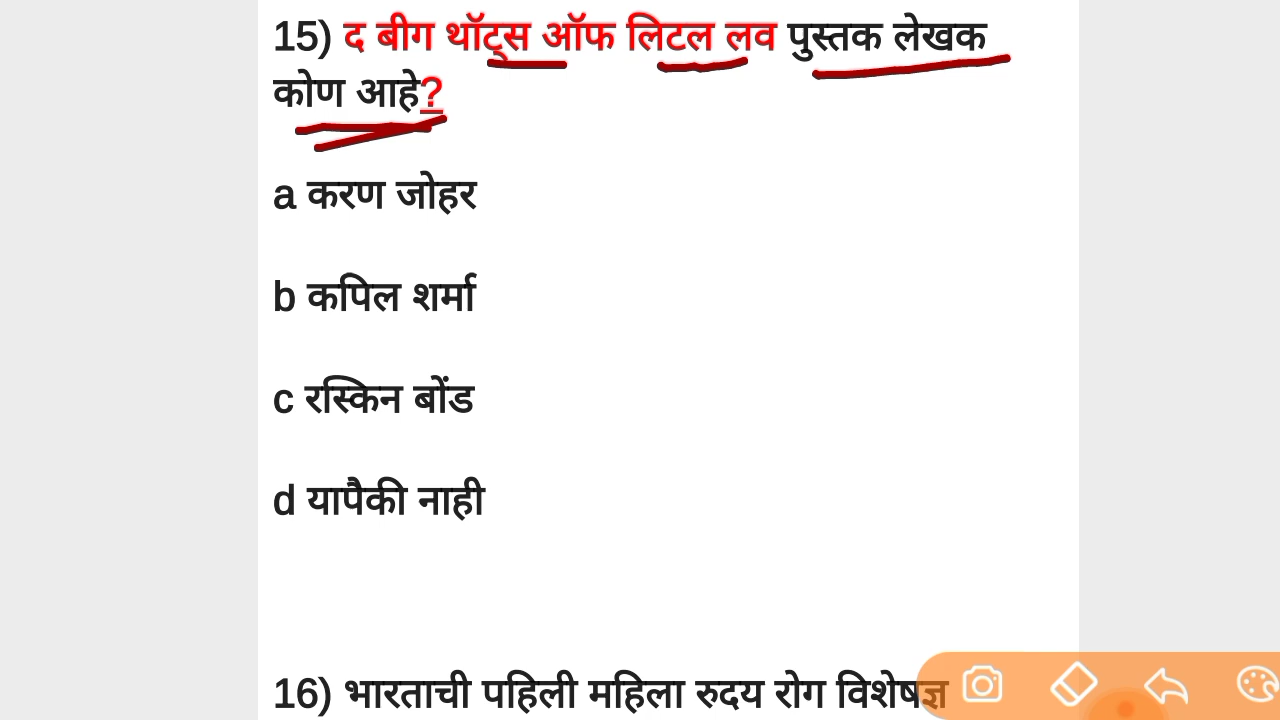 15) द बीग थॉट्स ऑफ लिटल लव पुस्तक लेखक
कोण आहे?
a करण जोहर
b कपिल शर्मा
c रस्किन बोंड
d यापैकी नाही
16) भारताची पहिली महिला रुदय रोग विशेषज्ञ